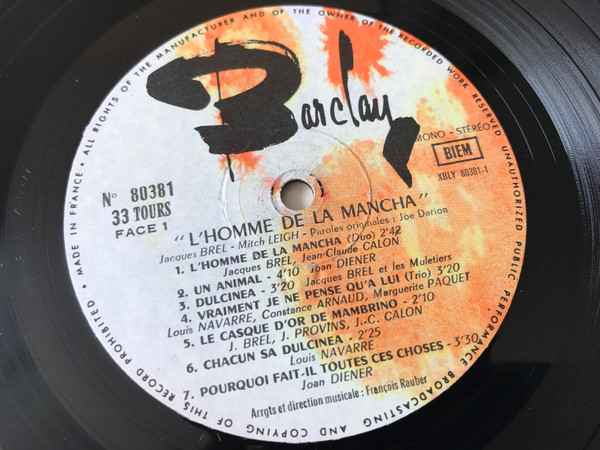 MADE IN FRANCE • ALL RIGHTS OF THE MANUFACTURER AND OF THE OWNER OF THE RECORDED WORK RESERVED UNAUTHORIZED PUBLIC PERFORMANCE BROADCASTING AND COPYING OF THIS RECORD PROHIBITED •
Barclay
MONO - STÉRÉO
BIEM
XBLY 80381-1
N° 80381
33 TOURS
FACE 1
"L'HOMME DE LA MANCHA"
Jacques BREL - Mitch LEIGH - Paroles originales : Joe Darion
1. L'HOMME DE LA MANCHA (Duo) 2'42
Jacques BREL, Jean-Claude CALON
2. UN ANIMAL - 4'10 Joan DIENER
3. DULCINEA - 3'20 Jacques BREL et les Muletiers
4. VRAIMENT JE NE PENSE QU'A LUI (Trio) 3'20
Louis NAVARRE, Constance ARNAUD, Marguerite PAQUET
5. LE CASQUE D'OR DE MAMBRINO - 2'10
J. BREL, J. PROVINS, J.-C. CALON
6. CHACUN SA DULCINEA - 2'25
Louis NAVARRE
7. POURQUOI FAIT-IL TOUTES CES CHOSES - 3'30
Joan DIENER
Arrgts et direction musicale : François Rauber